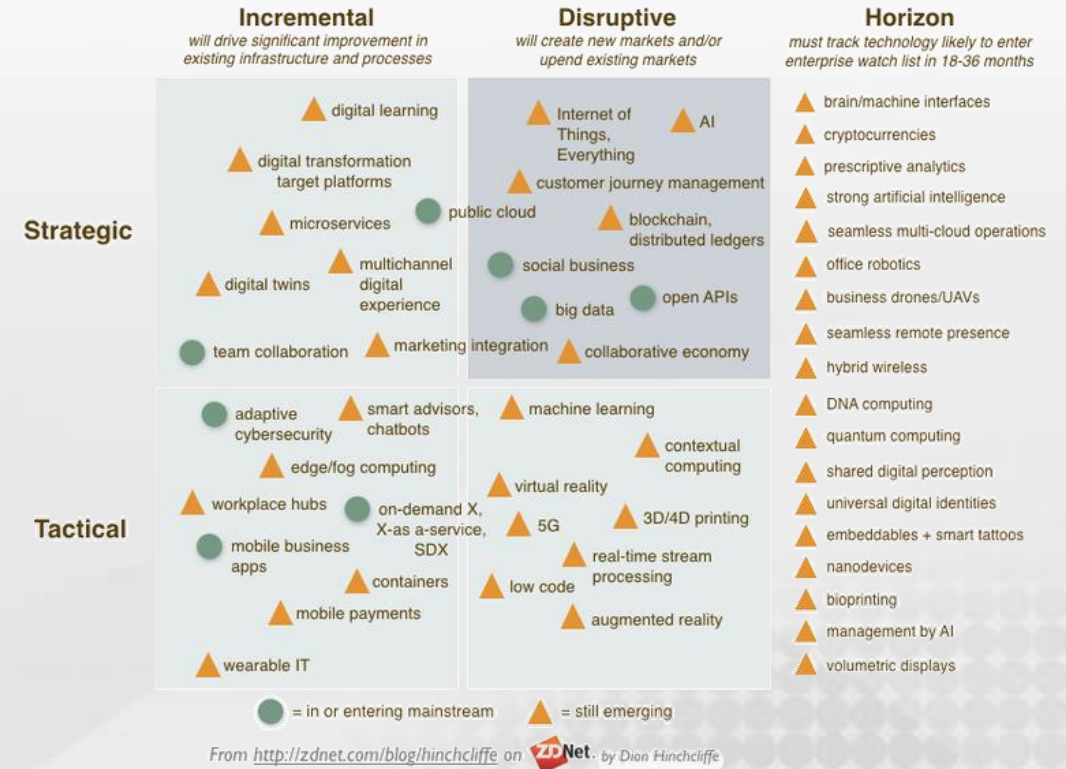 Incremental
will drive significant improvement in
existing infrastructure and processes
Disruptive
will create new markets and/or
upend existing markets
Horizon
must track technology likely to enter
enterprise watch list in 18-36 months
Strategic
digital learning
digital transformation
target platforms
public cloud
microservices
multichannel
digital
experience
digital twins
team collaboration
marketing integration
Internet of
Things,
Everything
AI
customer journey management
blockchain,
distributed ledgers
social business
open APIs
big data
collaborative economy
Tactical
adaptive
cybersecurity
smart advisors,
chatbots
edge/fog computing
workplace hubs
on-demand X,
X-as a-service,
SDX
mobile business
apps
containers
mobile payments
wearable IT
machine learning
contextual
computing
virtual reality
5G
3D/4D printing
real-time stream
processing
low code
augmented reality
brain/machine interfaces
cryptocurrencies
prescriptive analytics
strong artificial intelligence
seamless multi-cloud operations
office robotics
business drones/UAVs
seamless remote presence
hybrid wireless
DNA computing
quantum computing
shared digital perception
universal digital identities
embeddables + smart tattoos
nanodevices
bioprinting
management by AI
volumetric displays
= in or entering mainstream
= still emerging
From http://zdnet.com/blog/hinchcliffe on ZDNet. by Dion Hinchcliffe